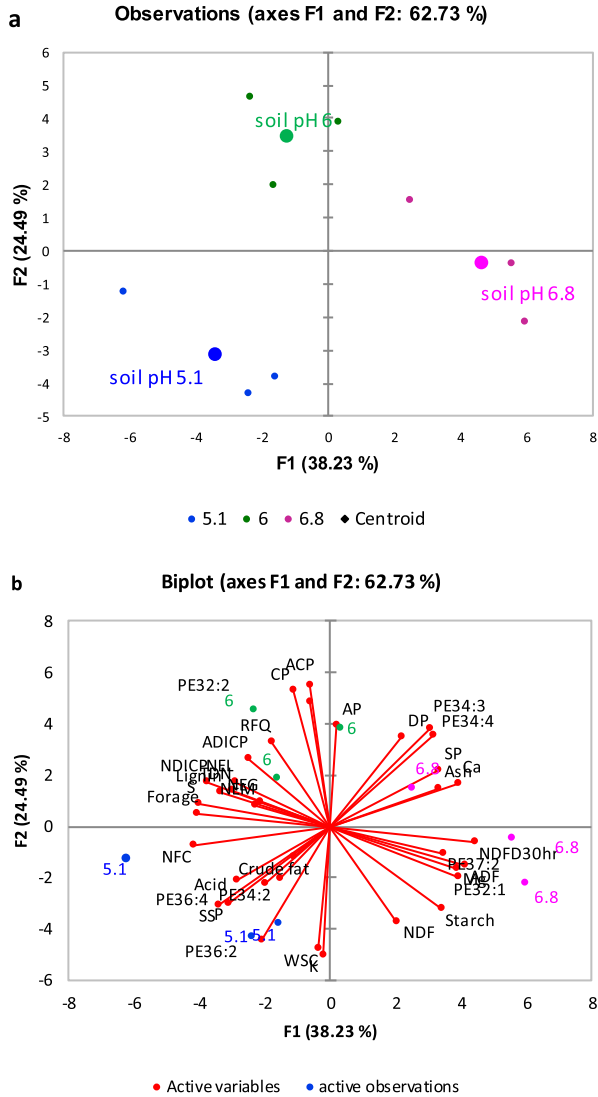 a
Observations (axes F1 and F2: 62.73 %)
6
5
4
3
2
1
0
-1
-2
-3
-4
-5
F2 (24.49 %)
soil pH 6
soil pH 6.8
soil pH 5.1
-8 -6 -4 -2 0 2 4 6 8
F1 (38.23 %)
5.1 6 6.8 Centroid
b
Biplot (axes F1 and F2: 62.73 %)
8
6
4
2
0
-2
-4
-6
F2 (24.49 %)
ACP
CP
PE32:2
6
AP
6
PE34:3
DP
PE34:4
RFQ
ADICP
6
SP
6.8
Ca
Ash
NDICP
NEL
Lignin
S
NEM
Forage
NFC
5.1
Crude fat
Acid
PE34:2
PE36:4
SS
P
5.1
5.1
PE36:2
WSC
K
NDFD30hr
6.8
PE37:2
ADF
Mg
PE32:1
6.8
Starch
NDF
-8 -6 -4 -2 0 2 4 6 8
F1 (38.23 %)
Active variables active observations